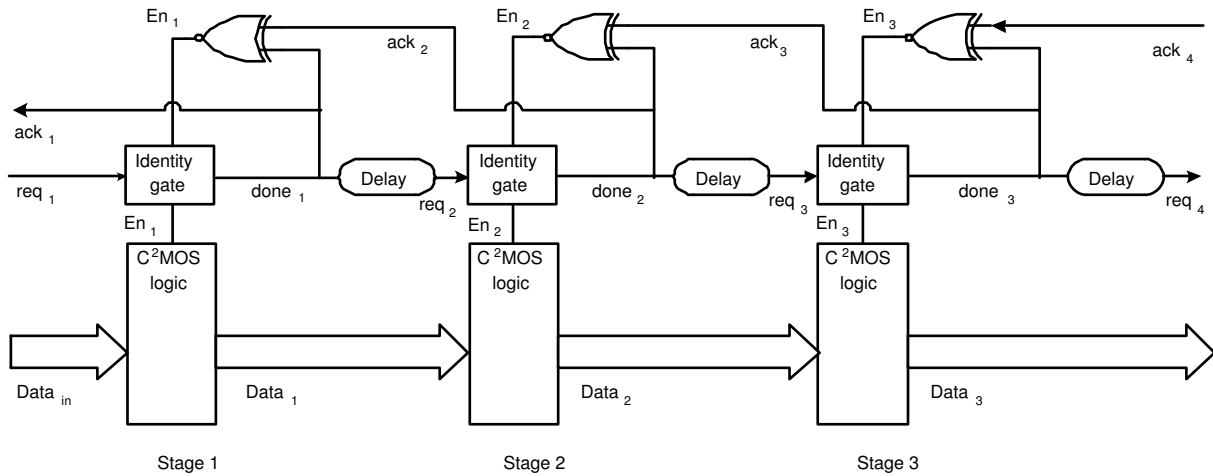 En 1
En 2
En 3
ack 2
ack 3
ack 4
ack 1
Identity gate
Identity gate
Identity gate
Delay
Delay
Delay
req 1
done 1
req 2
done 2
req 3
done 3
req 4
En 1
En 2
En 3
C 2MOS logic
C 2MOS logic
C 2MOS logic
Data in
Data 1
Data 2
Data 3
Stage 1
Stage 2
Stage 3